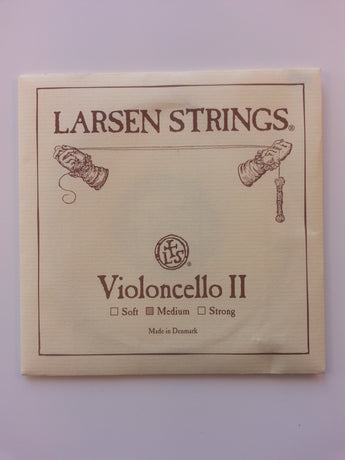 LARSEN STRINGS®
LS
Violoncello II
☐ Soft ▩ Medium ☐ Strong
Made in Denmark